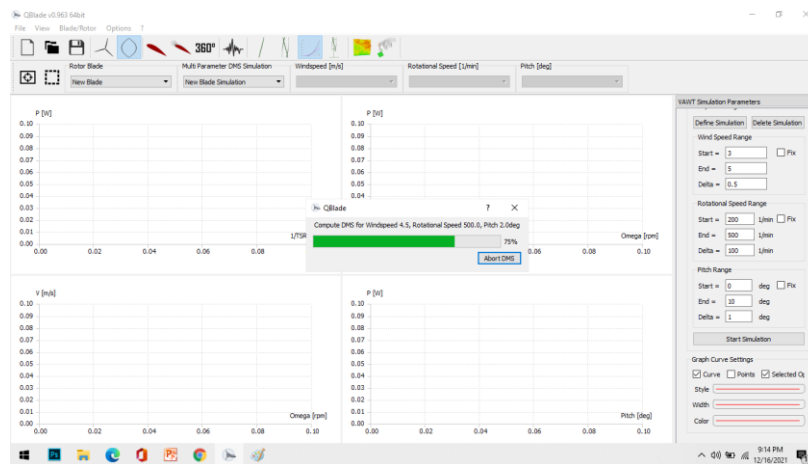 QBlade v0.963 64bit
File View Blade/Rotor Options ?
360°
Rotor Blade Multi Parameter DMS Simulation Windspeed [m/s] Rotational Speed [1/min] Pitch [deg]
New Blade New Blade Simulation
VAWT Simulation Parameters
Define Simulation Delete Simulation
Wind Speed Range
Start = 3 Fix
End = 5
Delta = 0.5
Rotational Speed Range
Start = 200 1/min Fix
End = 500 1/min
Delta = 100 1/min
Pitch Range
Start = 0 deg Fix
End = 10 deg
Delta = 1 deg
Start Simulation
Graph Curve Settings
Curve Points Selected Op
Style
Width
Color
P [W]
0.10
0.09
0.08
0.07
0.06
0.05
0.04
0.03
0.02
0.01
0.00
1/TSR
0.00 0.02 0.04 0.06 0.08
P [W]
0.10
0.09
0.08
0.07
0.06
0.05
0.04
Omega [rpm]
0.06 0.08 0.10
QBlade ? ×
Compute DMS for Windspeed 4.5, Rotational Speed 500.0, Pitch 2.0deg
75%
Abort DMS
V [m/s]
0.10
0.09
0.08
0.07
0.06
0.05
0.04
0.03
0.02
0.01
0.00
Omega [rpm]
0.00 0.02 0.04 0.06 0.08 0.10
P [W]
0.10
0.09
0.08
0.07
0.06
0.05
0.04
0.03
0.02
0.01
0.00
Pitch [deg]
0.00 0.02 0.04 0.06 0.08 0.10
Ps
9:14 PM
12/16/2021